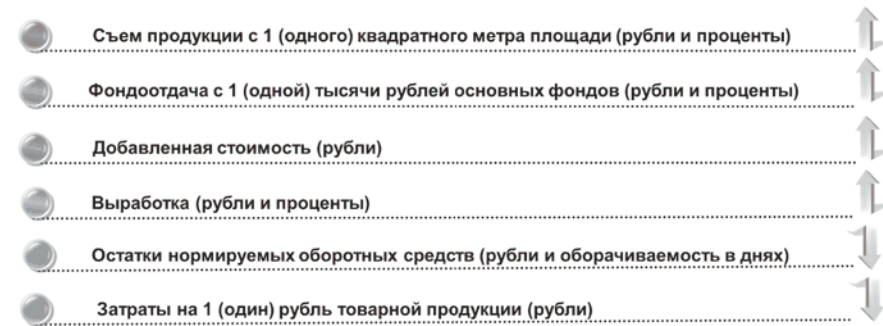 Съем продукции с 1 (одного) квадратного метра площади (рубли и проценты)
Фондоотдача с 1 (одной) тысячи рублей основных фондов (рубли и проценты)
Добавленная стоимость (рубли)
Выработка (рубли и проценты)
Остатки нормируемых оборотных средств (рубли и оборачиваемость в днях)
Затраты на 1 (один) рубль товарной продукции (рубли)